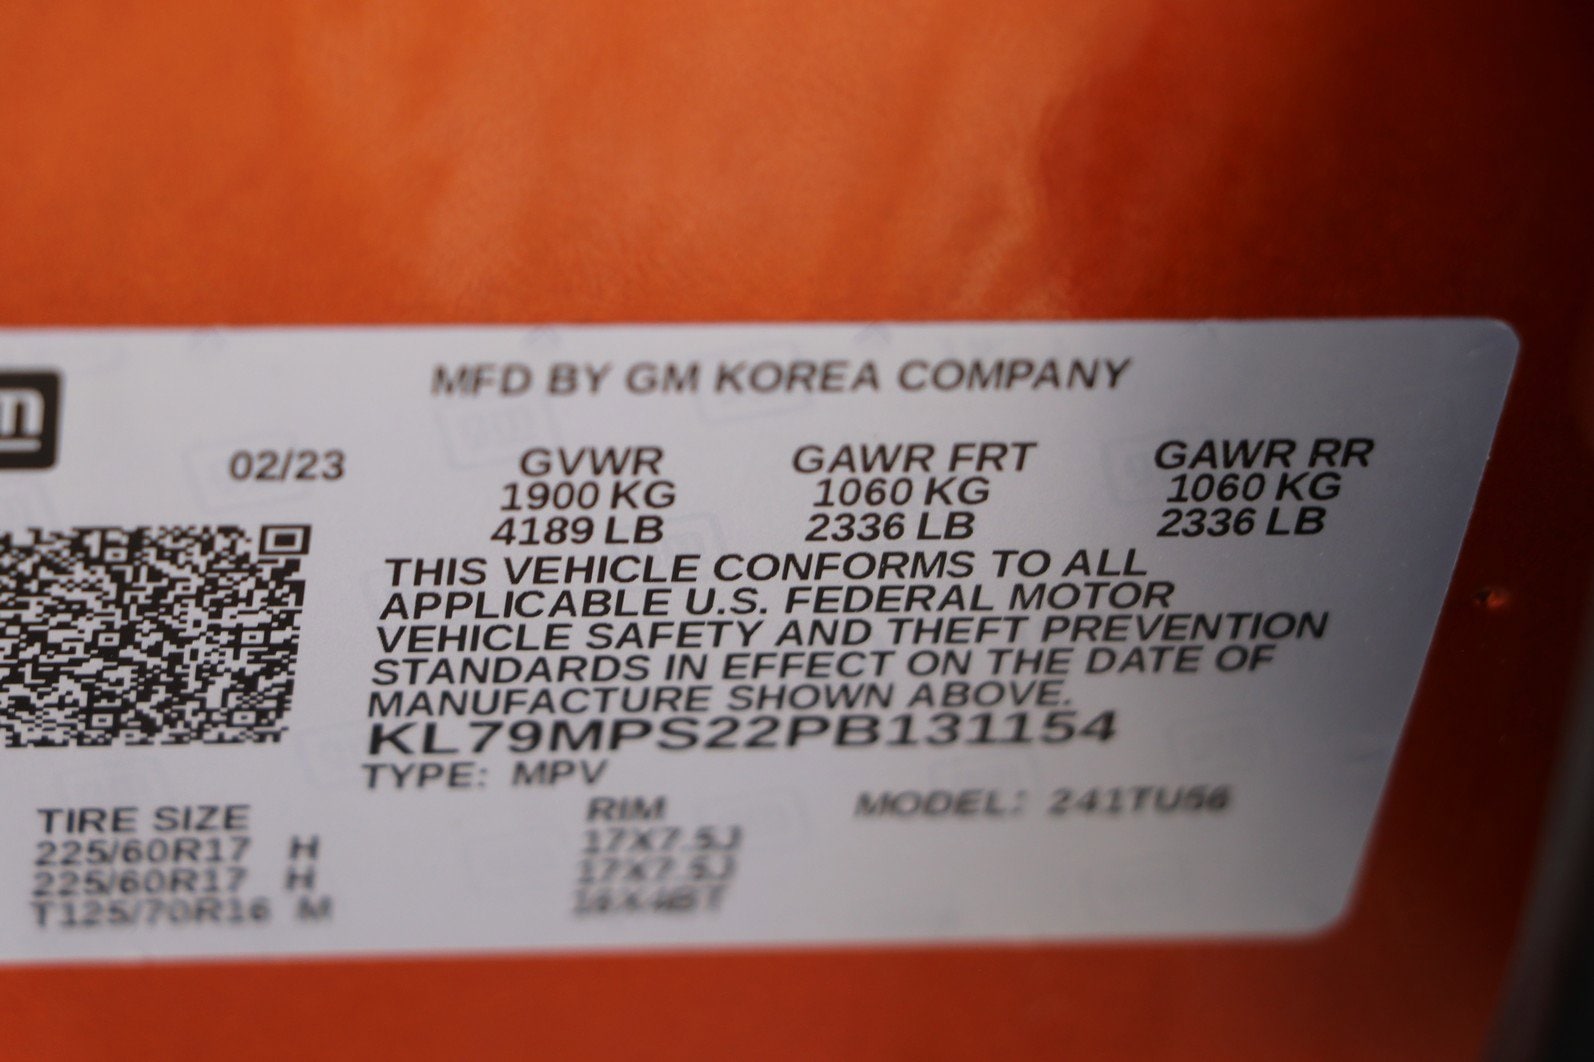 gm
MFD BY GM KOREA COMPANY
02/23 GVWR GAWR FRT GAWR RR
1900 KG 1060 KG 1060 KG
4189 LB 2336 LB 2336 LB
THIS VEHICLE CONFORMS TO ALL
APPLICABLE U.S. FEDERAL MOTOR
VEHICLE SAFETY AND THEFT PREVENTION
STANDARDS IN EFFECT ON THE DATE OF
MANUFACTURE SHOWN ABOVE.
KL79MPS22PB131154
TYPE: MPV
TIRE SIZE RIM MODEL: 241TU56
225/60R17 H 17X7.5J
225/60R17 H 17X7.5J
T125/70R16 M 16X4BT